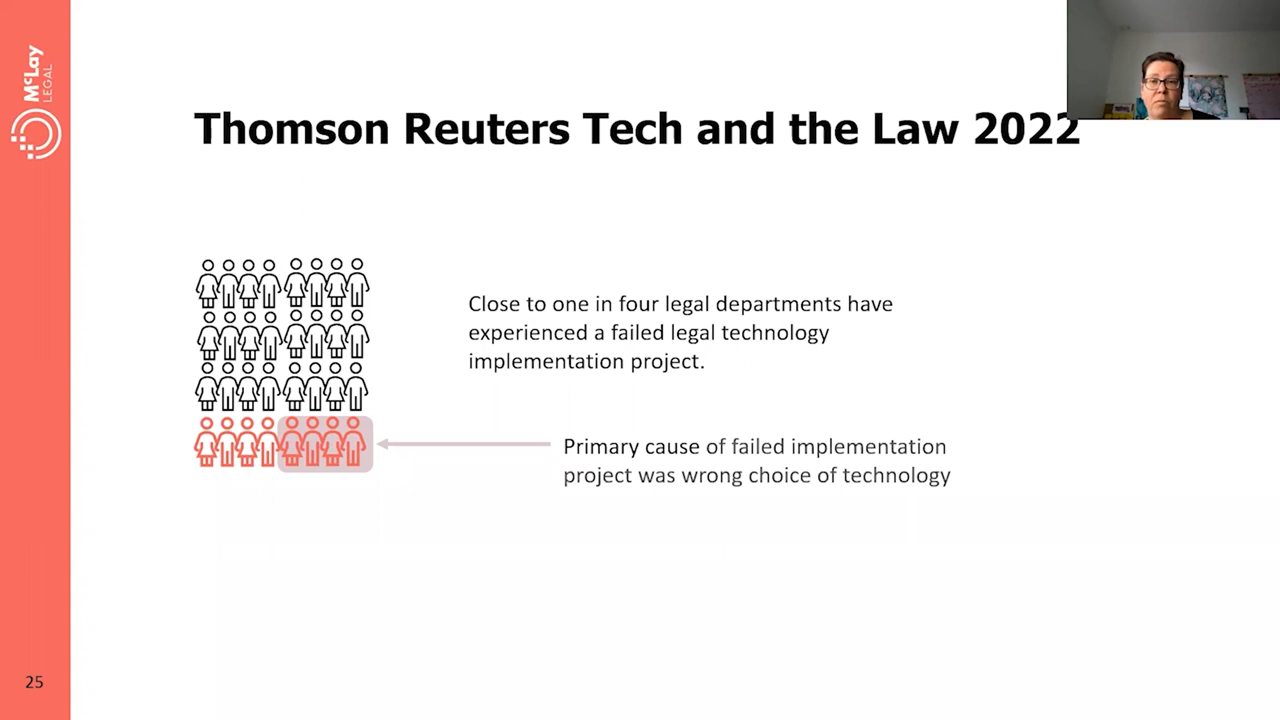 McLay
LEGAL
Thomson Reuters Tech and the Law 2022
Close to one in four legal departments have
experienced a failed legal technology
implementation project.
Primary cause of failed implementation
project was wrong choice of technology
25